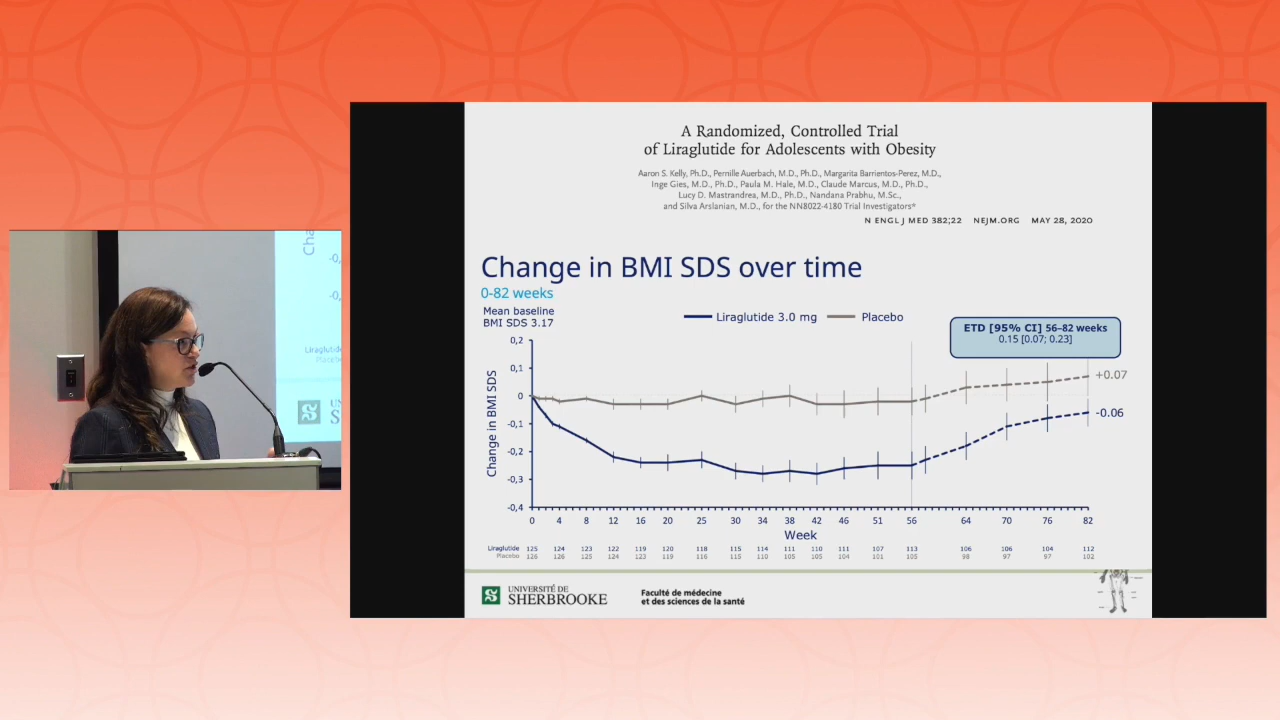 A Randomized, Controlled Trial
of Liraglutide for Adolescents with Obesity
Aaron S. Kelly, Ph.D., Pernille Auerbach, M.D., Ph.D., Margarita Barrientos-Perez, M.D.,
Inge Gies, M.D., Ph.D., Paula M. Hale, M.D., Claude Marcus, M.D., Ph.D.,
Lucy D. Mastrandrea, M.D., Ph.D., Nandana Prabhu, M.Sc.,
and Silva Arslanian, M.D., for the NN8022-4180 Trial Investigators*
N ENGL J MED 382;22 NEJM.ORG MAY 28, 2020
Change in BMI SDS over time
0-82 weeks
Mean baseline
BMI SDS 3.17
Liraglutide 3.0 mg Placebo
ETD [95% CI] 56–82 weeks
0.15 [0.07; 0.23]
Change in BMI SDS
0,2
0,1
0
-0,1
-0,2
-0,3
-0,4
+0.07
-0.06
0 4 8 12 16 20 25 30 34 38 42 46 51 56 64 70 76 82
Week
Liraglutide 125 124 123 122 119 120 118 115 114 111 110 111 107 113 106 106 104 112
Placebo 126 126 125 124 123 119 116 115 110 105 105 104 101 105 98 97 97 102
UNIVERSITÉ DE
SHERBROOKE
Faculté de médecine
et des sciences de la santé
Cha
-0,
-0,
Liraglutid
Placebo